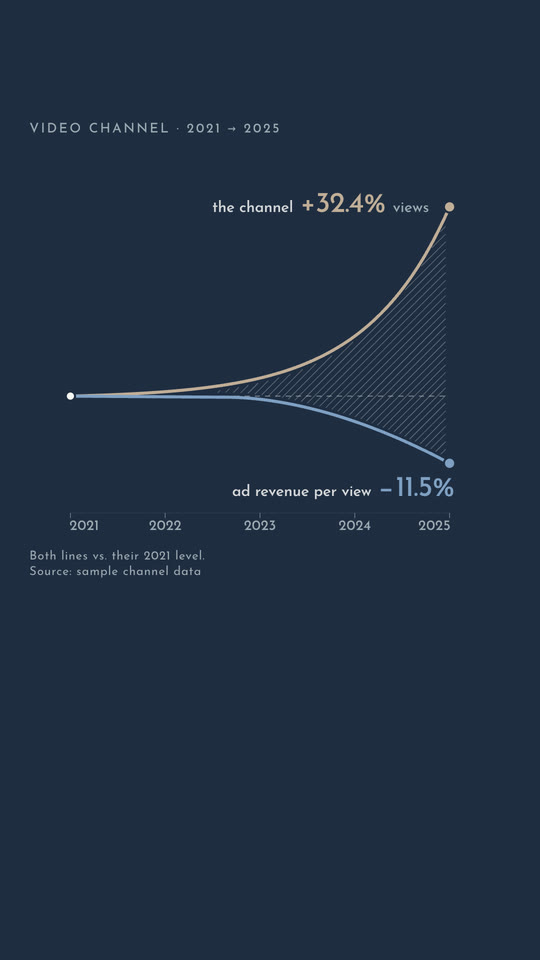 VIDEO CHANNEL · 2021 → 2025
the channel +32.4% views
ad revenue per view –11.5%
2021 2022 2023 2024 2025
Both lines vs. their 2021 level.
Source: sample channel data